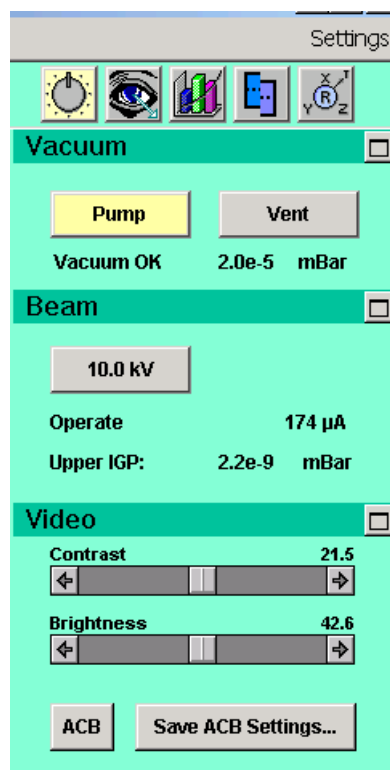 Settings
X T
Y R Z
Vacuum
Pump Vent
Vacuum OK 2.0e-5 mBar
Beam
10.0 kV
Operate 174 µA
Upper IGP: 2.2e-9 mBar
Video
Contrast 21.5
Brightness 42.6
ACB Save ACB Settings...